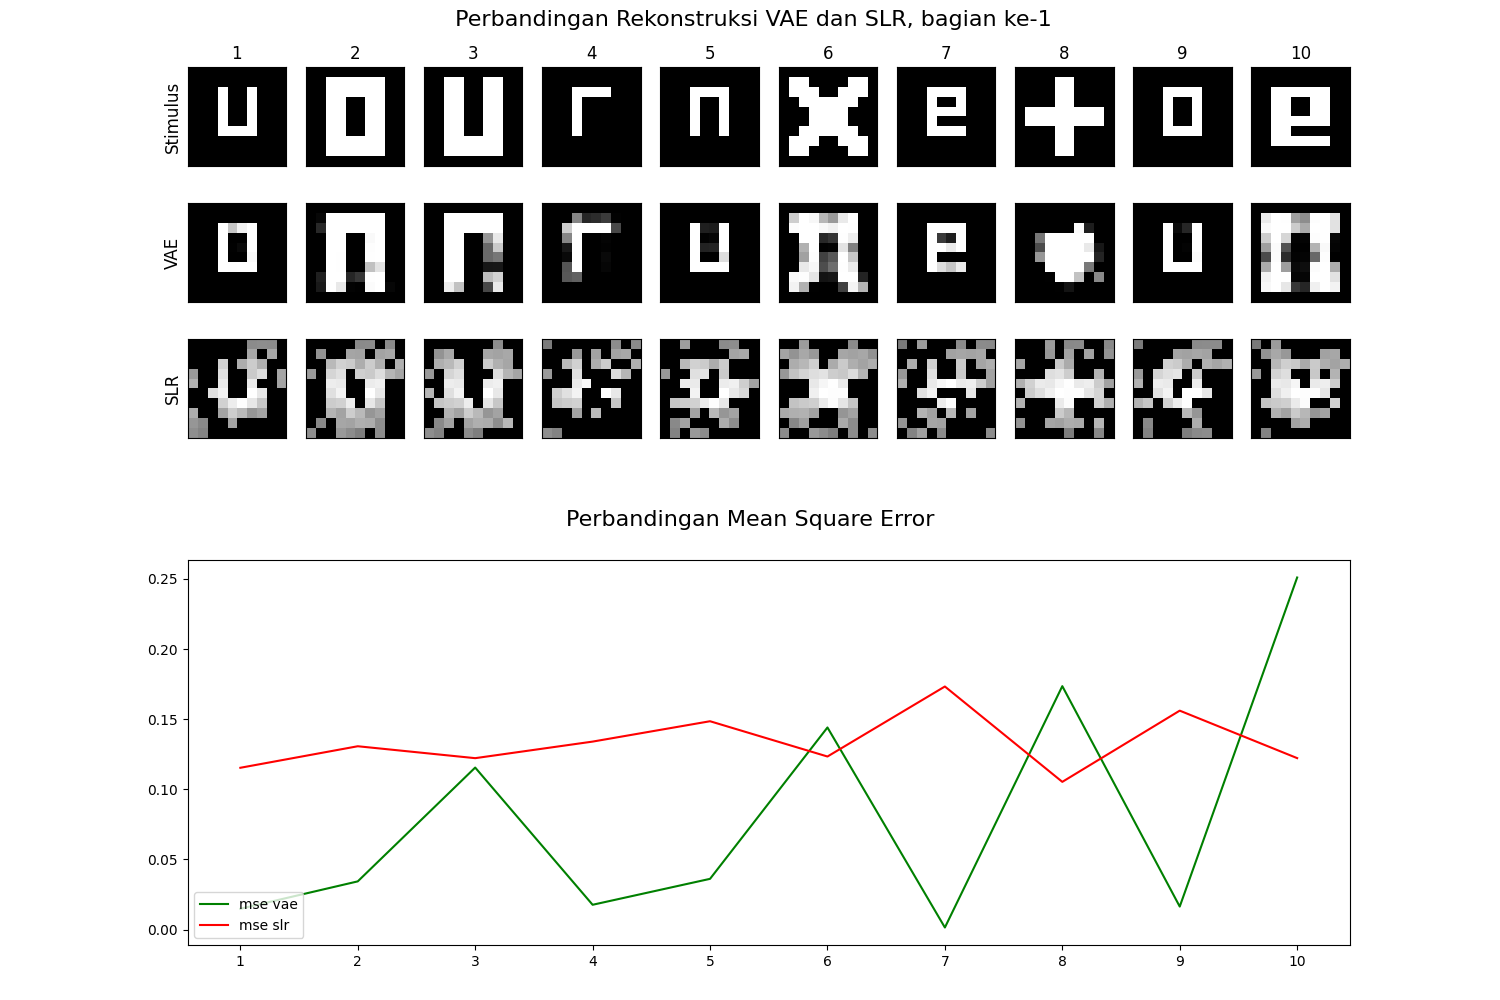 Perbandingan Rekonstruksi VAE dan SLR, bagian ke-1
1 2 3 4 5 6 7 8 9 10
Stimulus
VAE
SLR
Perbandingan Mean Square Error
0.25
0.20
0.15
0.10
0.05
0.00
mse vae
mse slr
1 2 3 4 5 6 7 8 9 10